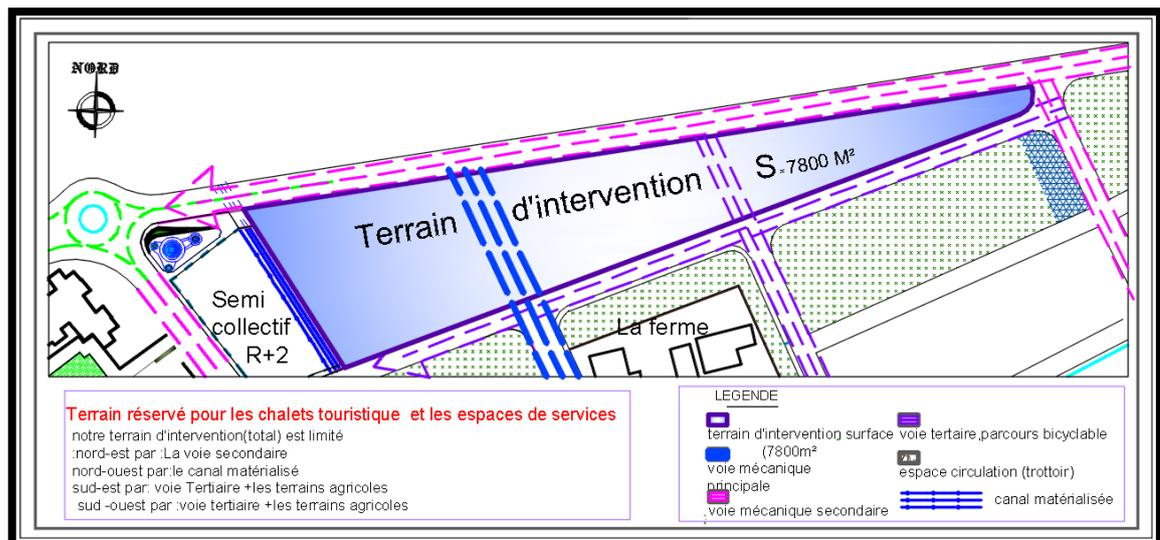 NORD
Terrain d'intervention
S=7800 M²
Semi
collectif
R+2
La ferme
Terrain réservé pour les chalets touristique et les espaces de services
notre terrain d'intervention(total) est limité
:nord-est par :La voie secondaire
nord-ouest par:le canal matérialisé
sud-est par: voie Tertiaire +les terrains agricoles
sud -ouest par :voie tertiaire +les terrains agricoles
LEGENDE
terrain d'intervention, surface
(7800m²
voie mécanique
principale
voie mécanique secondaire
voie tertaire,parcours bicyclable
espace circulation (trottoir)
canal matérialisée